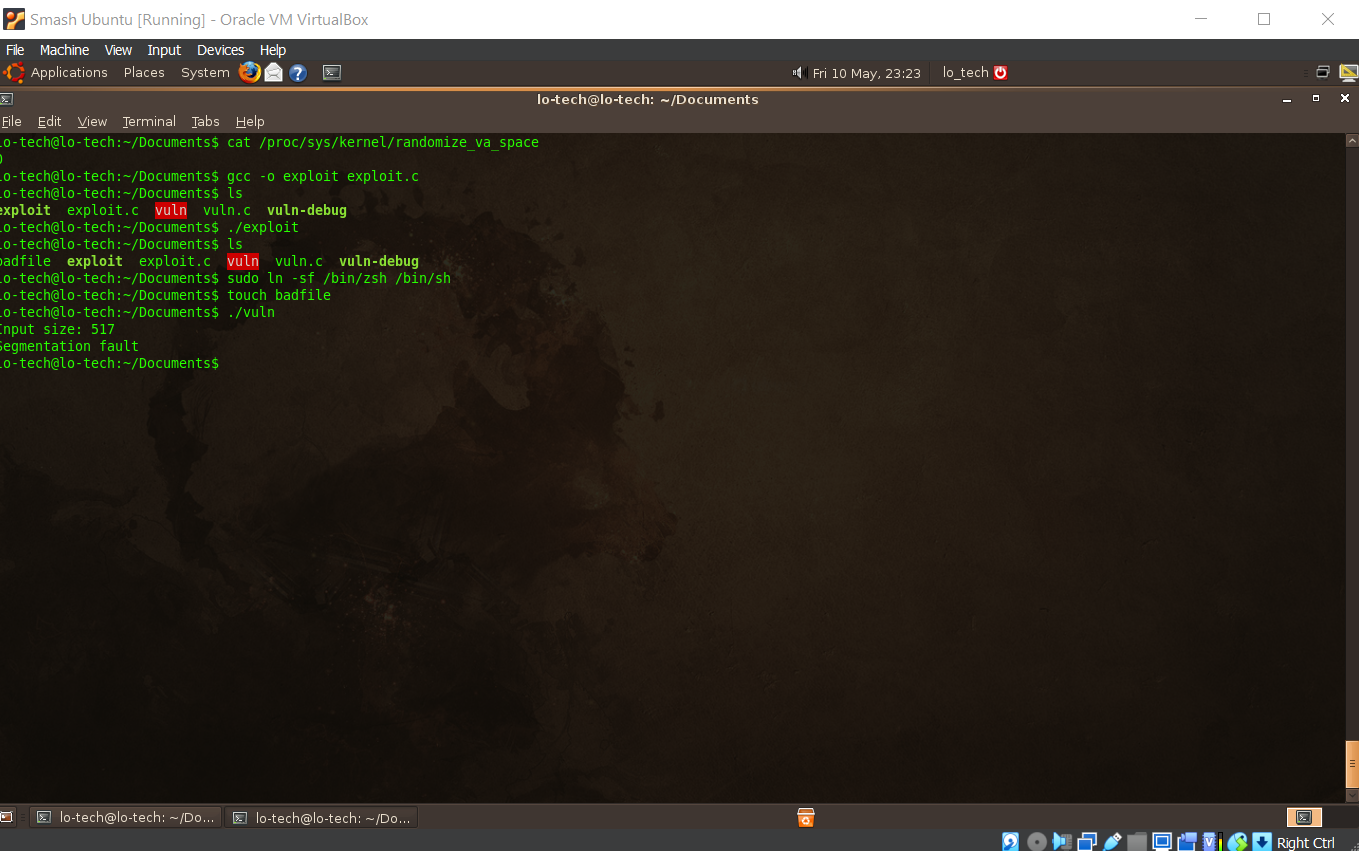 Smash Ubuntu [Running] - Oracle VM VirtualBox
File Machine View Input Devices Help
Applications Places System Fri 10 May, 23:23 lo_tech
lo-tech@lo-tech: ~/Documents
File Edit View Terminal Tabs Help
lo-tech@lo-tech:~/Documents$ cat /proc/sys/kernel/randomize_va_space
0
lo-tech@lo-tech:~/Documents$ gcc -o exploit exploit.c
lo-tech@lo-tech:~/Documents$ ls
exploit exploit.c vuln vuln.c vuln-debug
lo-tech@lo-tech:~/Documents$ ./exploit
lo-tech@lo-tech:~/Documents$ ls
badfile exploit exploit.c vuln vuln.c vuln-debug
lo-tech@lo-tech:~/Documents$ sudo ln -sf /bin/zsh /bin/sh
lo-tech@lo-tech:~/Documents$ touch badfile
lo-tech@lo-tech:~/Documents$ ./vuln
Input size: 517
Segmentation fault
lo-tech@lo-tech:~/Documents$
lo-tech@lo-tech: ~/Do... lo-tech@lo-tech: ~/Do...
Right Ctrl